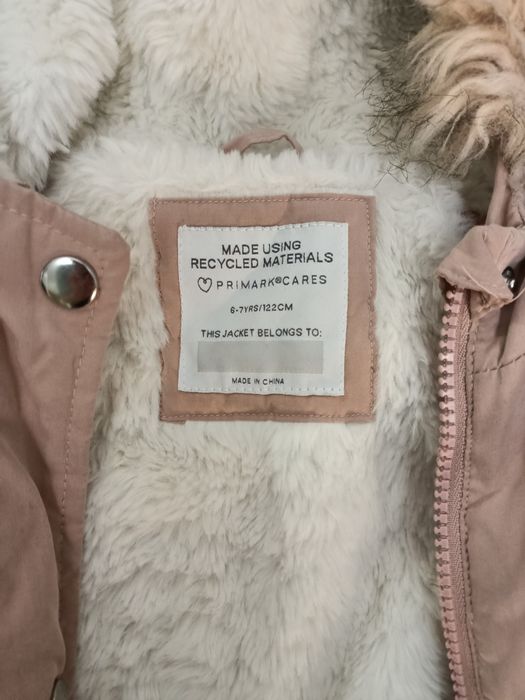 MADE USING
RECYCLED MATERIALS
PRIMARK®CARES
6-7YRS/122CM
THIS JACKET BELONGS TO:
MADE IN CHINA